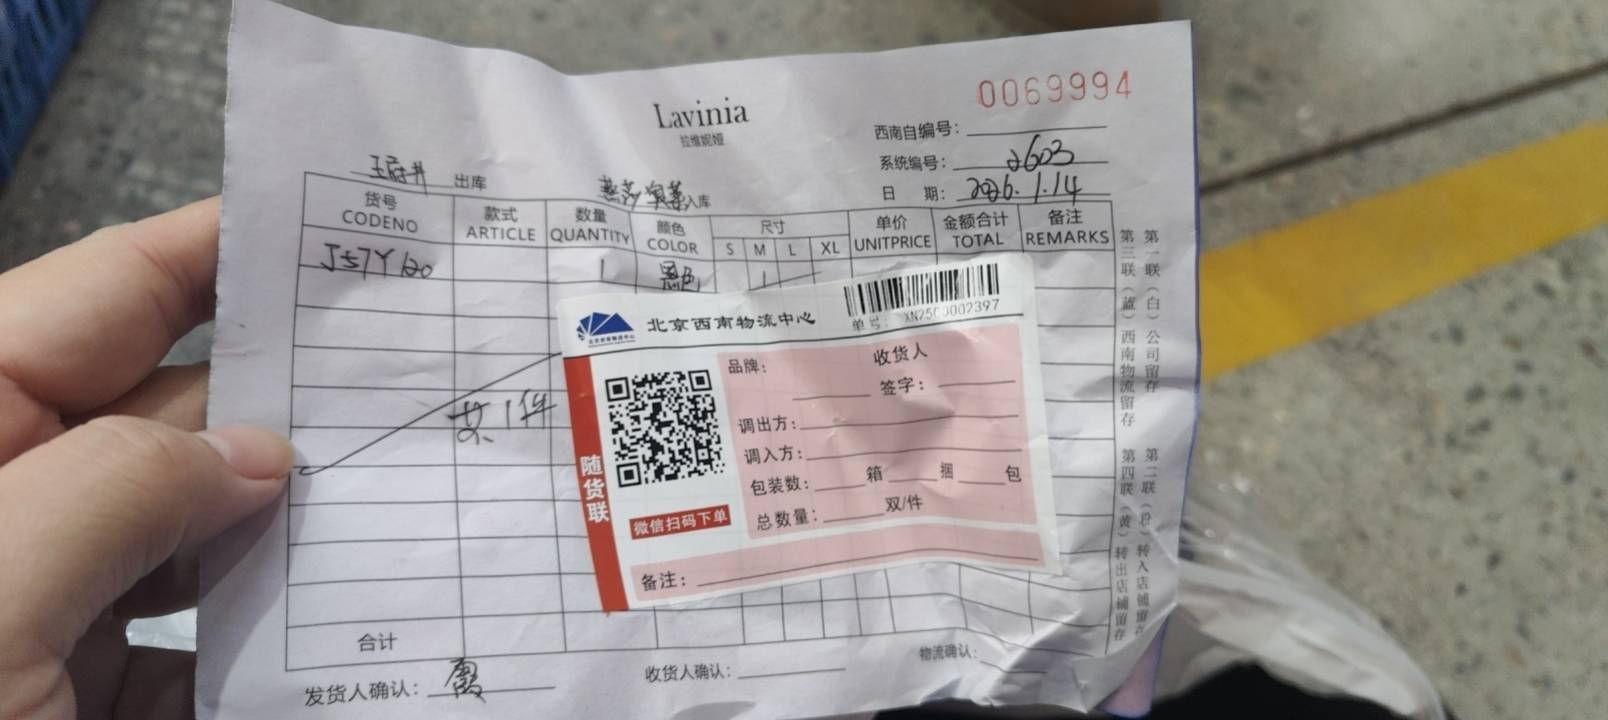 0069994
Lavinia
拉维妮娅
西南自编号：
系统编号： 2603
日 期： 2026.1.14
王府井 出库 燕莎奥莱入库
货号 款式 数量 颜色 尺寸 单价 金额合计 备注
CODENO ARTICLE QUANTITY COLOR S M L XL UNITPRICE TOTAL REMARKS
J57Y120 1 黑色 1
共1件
北京西南物流中心
单号：
随货联
微信扫码下单
品牌：
收货人
签字：
调出方：
调入方：
包装数： 箱 捆 包
总数量： 双/件
备注：
合计
发货人确认： 霞
收货人确认：
物流确认：
第一联（白）公司留存
第二联（粉）转入店铺留存
第三联（蓝）西南物流留存
第四联（黄）转出店铺留存